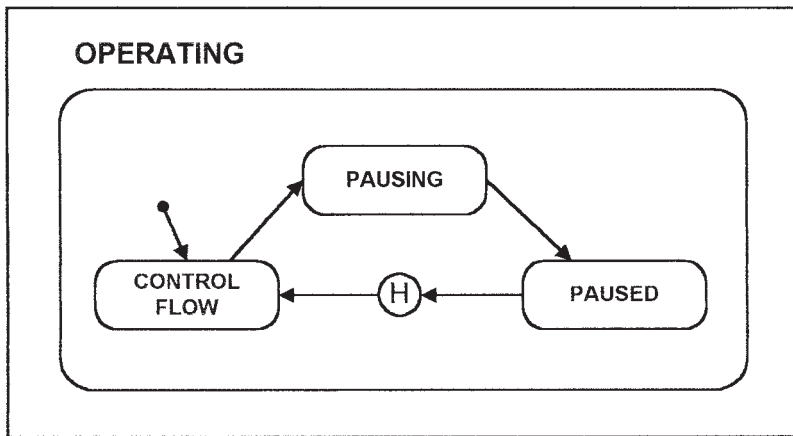 OPERATING
PAUSING
CONTROL
FLOW
H
PAUSED